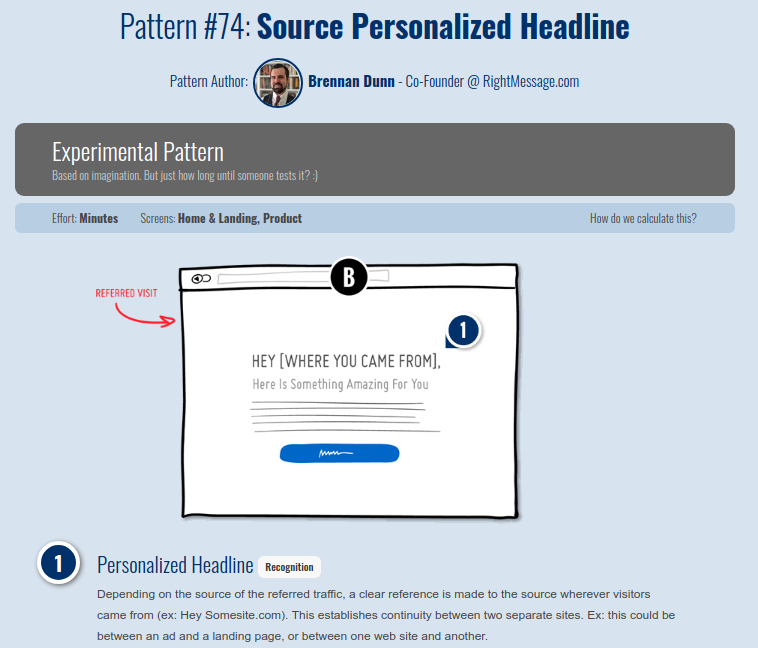 Pattern #74: Source Personalized Headline
Pattern Author: Brennan Dunn - Co-Founder @ RightMessage.com
Experimental Pattern
Based on imagination. But just how long until someone tests it? :)
Effort: Minutes Screens: Home & Landing, Product How do we calculate this?
B
REFERRED VISIT
1
HEY [WHERE YOU CAME FROM],
Here Is Something Amazing For You
1 Personalized Headline Recognition
Depending on the source of the referred traffic, a clear reference is made to the source wherever visitors
came from (ex: Hey Somesite.com). This establishes continuity between two separate sites. Ex: this could be
between an ad and a landing page, or between one web site and another.